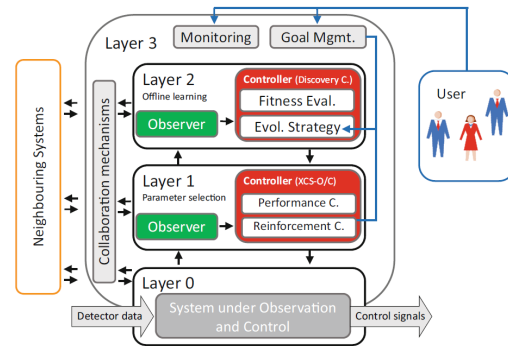 Layer 3
Monitoring
Goal Mgmt.
User
Neighbouring Systems
Collaboration mechanisms
Layer 2
Offline learning
Observer
Controller (Discovery C.)
Fitness Eval.
Evol. Strategy
Layer 1
Parameter selection
Observer
Controller (XCS-O/C)
Performance C.
Reinforcement C.
Layer 0
Detector data
System under Observation
and Control
Control signals